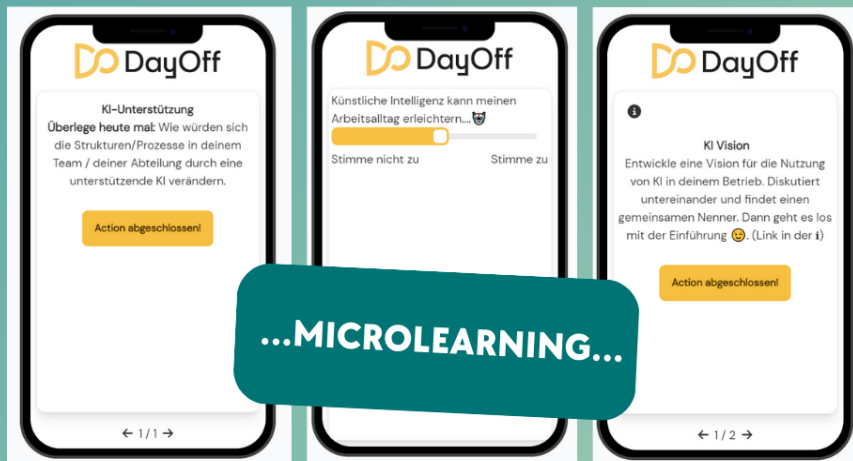 DayOff
KI-Unterstützung
Überlege heute mal: Wie würden sich
die Strukturen/Prozesse in deinem
Team / deiner Abteilung durch eine
unterstützende KI verändern.
Action abgeschlossen!
← 1/1 →
DayOff
Künstliche Intelligenz kann meinen
Arbeitsalltag erleichtern....
Stimme nicht zu
Stimme zu
DayOff
KI Vision
Entwickle eine Vision für die Nutzung
von KI in deinem Betrieb. Diskutiert
untereinander und findet einen
gemeinsamen Nenner. Dann geht es los
mit der Einführung 😉. (Link in der i)
Action abgeschlossen!
← 1/2 →
...MICROLEARNING...